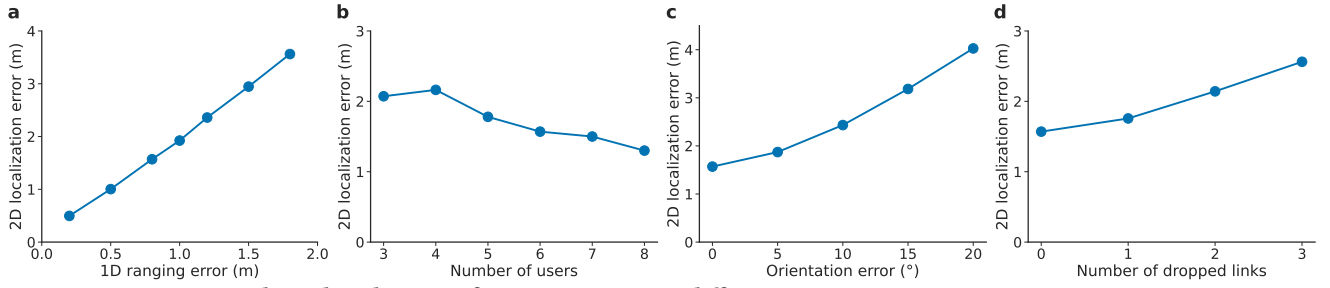 a
4
3
2
1
0
0.0 0.5 1.0 1.5 2.0
1D ranging error (m)
2D localization error (m)
b
3
2
1
0
3 4 5 6 7 8
Number of users
2D localization error (m)
c
4
3
2
1
0
0 5 10 15 20
Orientation error (°)
2D localization error (m)
d
3
2
1
0
0 1 2 3
Number of dropped links
2D localization error (m)